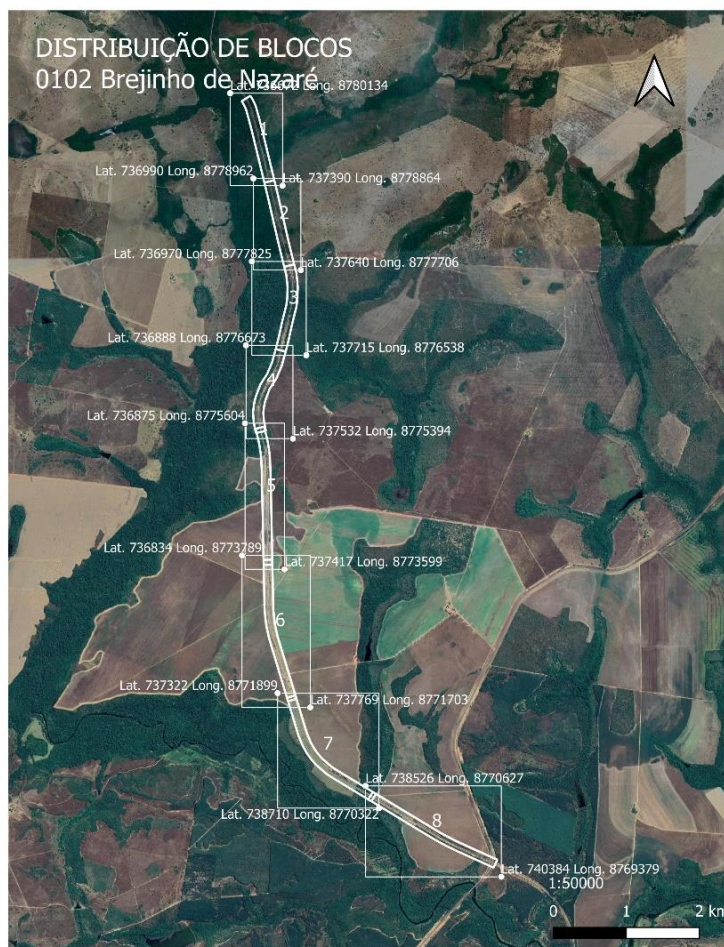 DISTRIBUIÇÃO DE BLOCOS
0102 Brejinho de Nazaré
Lat. 736672 Long. 8780134
1
Lat. 736990 Long. 8778962
Lat. 737390 Long. 8778864
2
Lat. 736970 Long. 8777825
Lat. 737640 Long. 8777706
3
Lat. 736888 Long. 8776673
Lat. 737715 Long. 8776538
4
Lat. 736875 Long. 8775604
Lat. 737532 Long. 8775394
5
Lat. 736834 Long. 8773789
Lat. 737417 Long. 8773599
6
Lat. 737322 Long. 8771899
Lat. 737769 Long. 8771703
7
Lat. 738526 Long. 8770627
Lat. 738710 Long. 8770322
8
Lat. 740384 Long. 8769379
1:50000
0 1 2 km